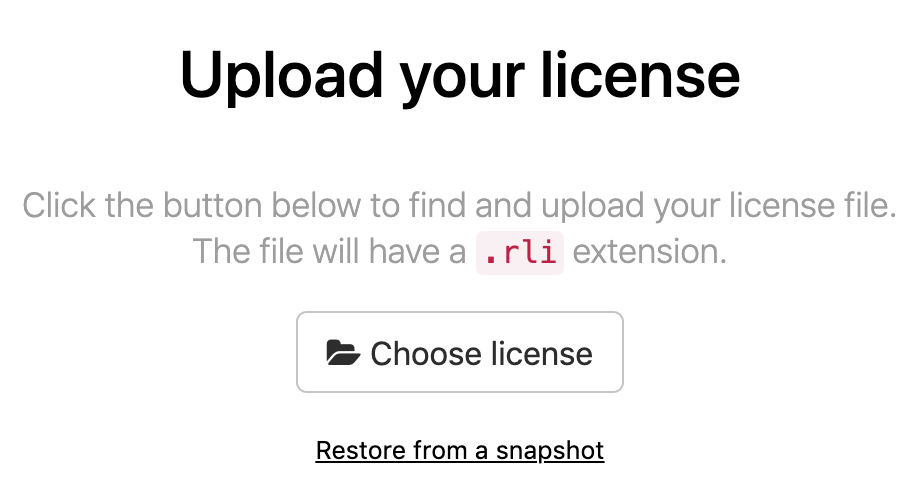 Upload your license
Click the button below to find and upload your license file.
The file will have a .rli extension.
Choose license
Restore from a snapshot